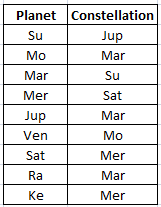 Planet Constellation
Su Jup
Mo Mar
Mar Su
Mer Sat
Jup Mar
Ven Mo
Sat Mer
Ra Mar
Ke Mer